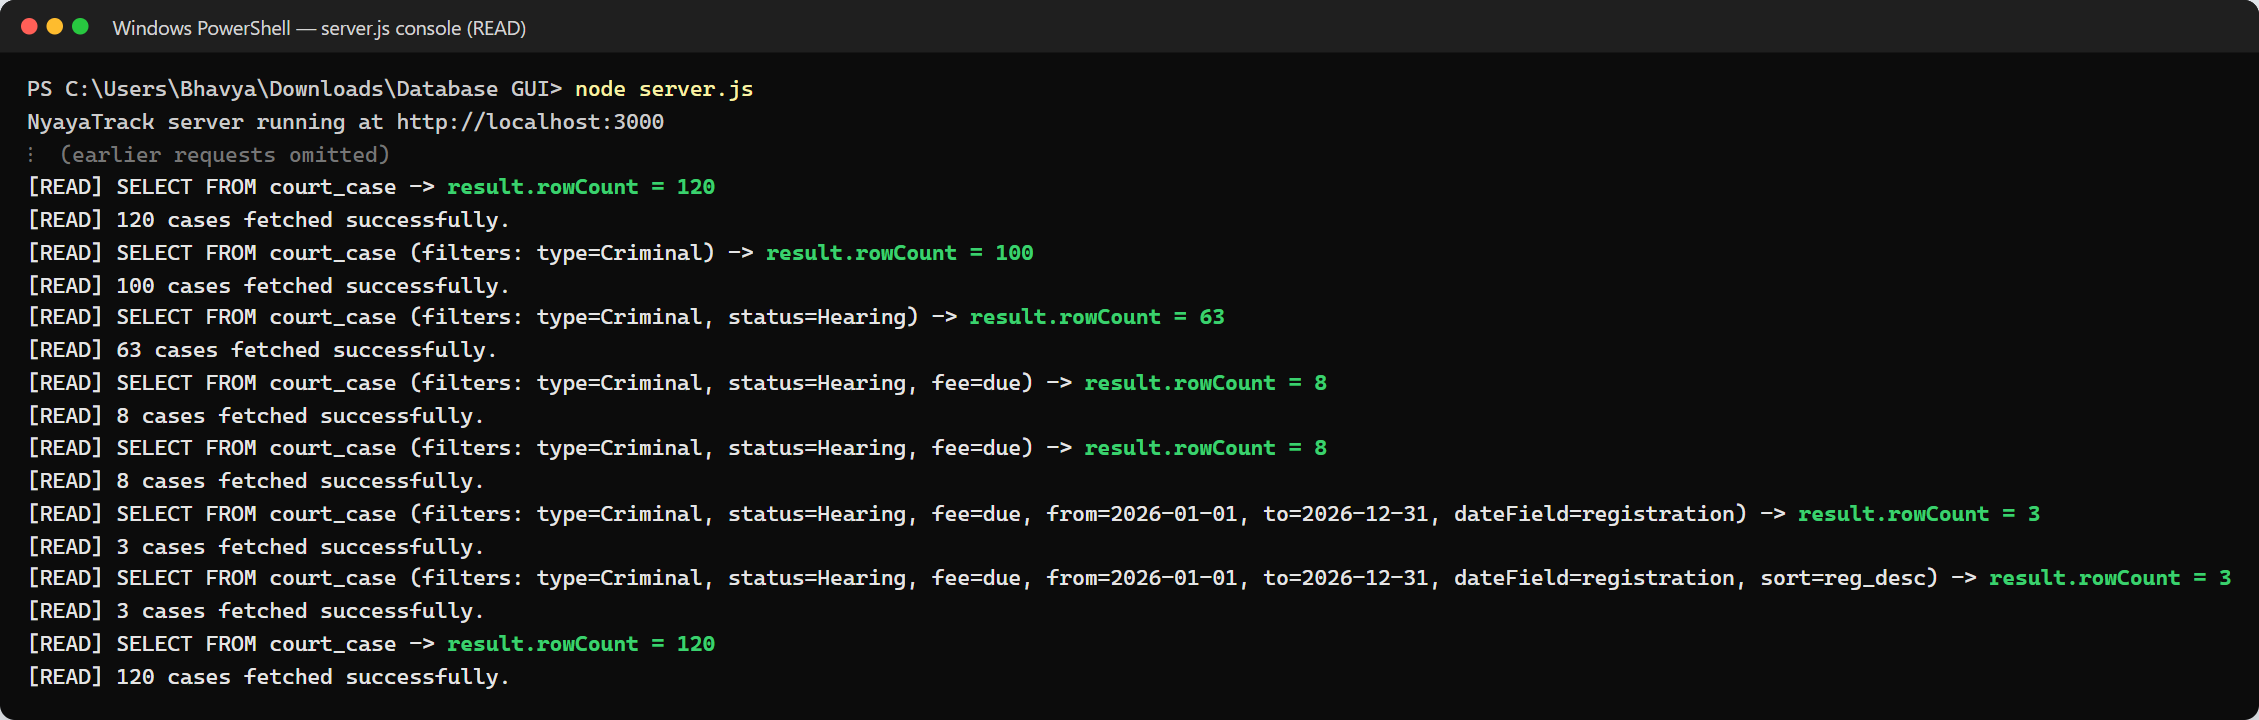 Windows PowerShell — server.js console (READ)
PS C:\Users\Bhavya\Downloads\Database GUI> node server.js
NyayaTrack server running at http://localhost:3000
⋮ (earlier requests omitted)
[READ] SELECT FROM court_case -> result.rowCount = 120
[READ] 120 cases fetched successfully.
[READ] SELECT FROM court_case (filters: type=Criminal) -> result.rowCount = 100
[READ] 100 cases fetched successfully.
[READ] SELECT FROM court_case (filters: type=Criminal, status=Hearing) -> result.rowCount = 63
[READ] 63 cases fetched successfully.
[READ] SELECT FROM court_case (filters: type=Criminal, status=Hearing, fee=due) -> result.rowCount = 8
[READ] 8 cases fetched successfully.
[READ] SELECT FROM court_case (filters: type=Criminal, status=Hearing, fee=due) -> result.rowCount = 8
[READ] 8 cases fetched successfully.
[READ] SELECT FROM court_case (filters: type=Criminal, status=Hearing, fee=due, from=2026-01-01, to=2026-12-31, dateField=registration) -> result.rowCount = 3
[READ] 3 cases fetched successfully.
[READ] SELECT FROM court_case (filters: type=Criminal, status=Hearing, fee=due, from=2026-01-01, to=2026-12-31, dateField=registration, sort=reg_desc) -> result.rowCount = 3
[READ] 3 cases fetched successfully.
[READ] SELECT FROM court_case -> result.rowCount = 120
[READ] 120 cases fetched successfully.